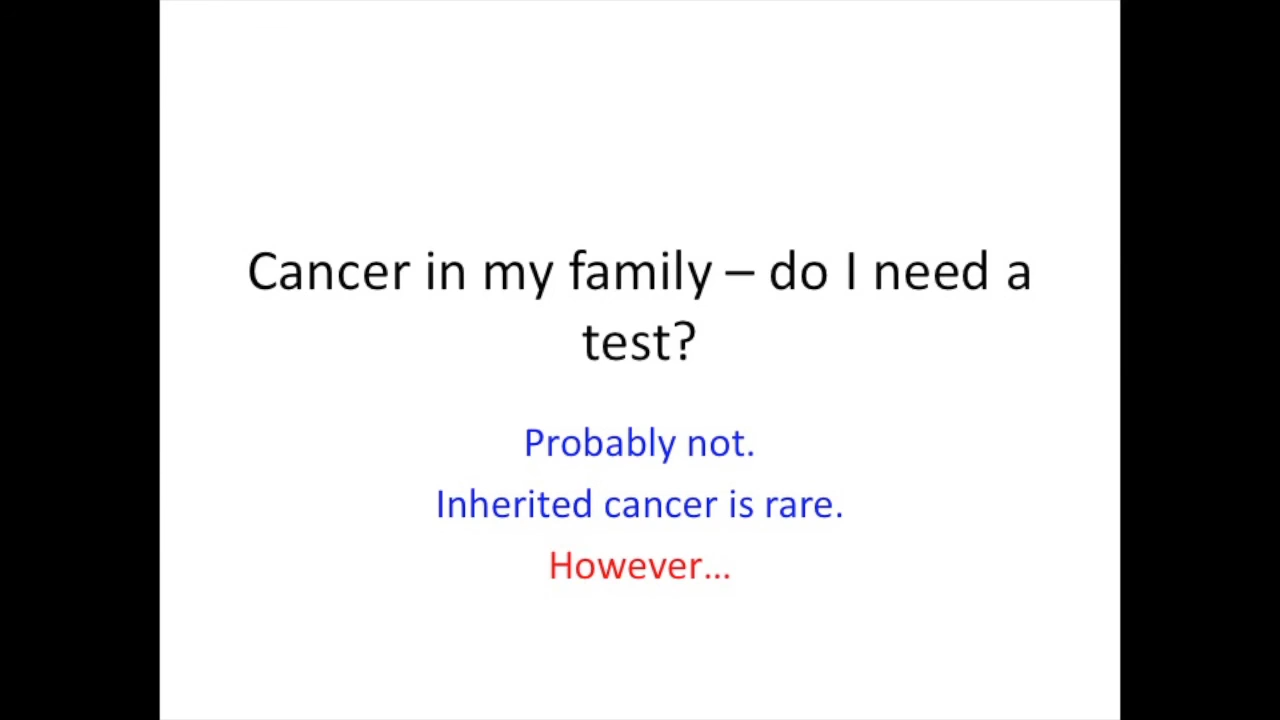 Cancer in my family – do I need a
test?
Probably not.
Inherited cancer is rare.
However…